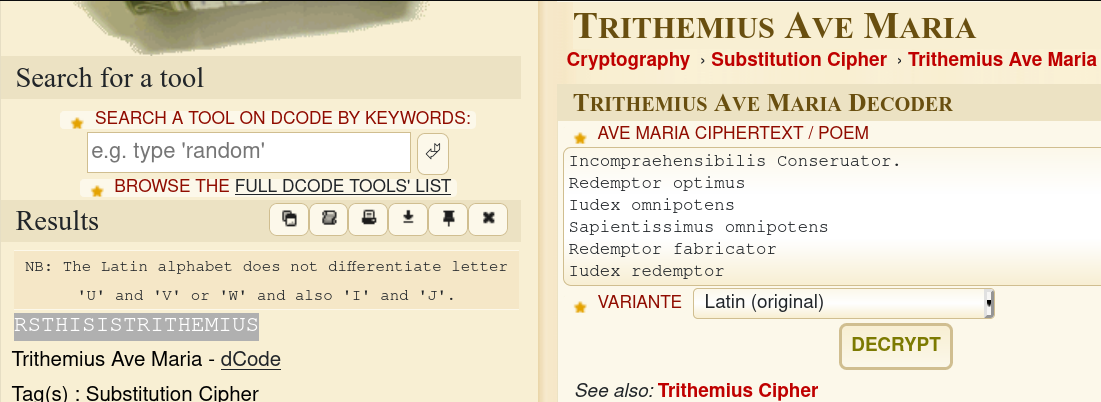 Search for a tool
SEARCH A TOOL ON DCODE BY KEYWORDS:
e.g. type 'random'
BROWSE THE FULL DCODE TOOLS' LIST
Results
NB: The Latin alphabet does not differentiate letter
'U' and 'V' or 'W' and also 'I' and 'J'.
RSTHISISTRITHEMIUS
Trithemius Ave Maria - dCode
Tag(s) : Substitution Cipher
TRITHEMIUS AVE MARIA
Cryptography › Substitution Cipher › Trithemius Ave Maria
TRITHEMIUS AVE MARIA DECODER
AVE MARIA CIPHERTEXT / POEM
Incompraehensibilis Conseruator.
Redemptor optimus
Iudex omnipotens
Sapientissimus omnipotens
Redemptor fabricator
Iudex redemptor
VARIANTE Latin (original)
DECRYPT
See also: Trithemius Cipher